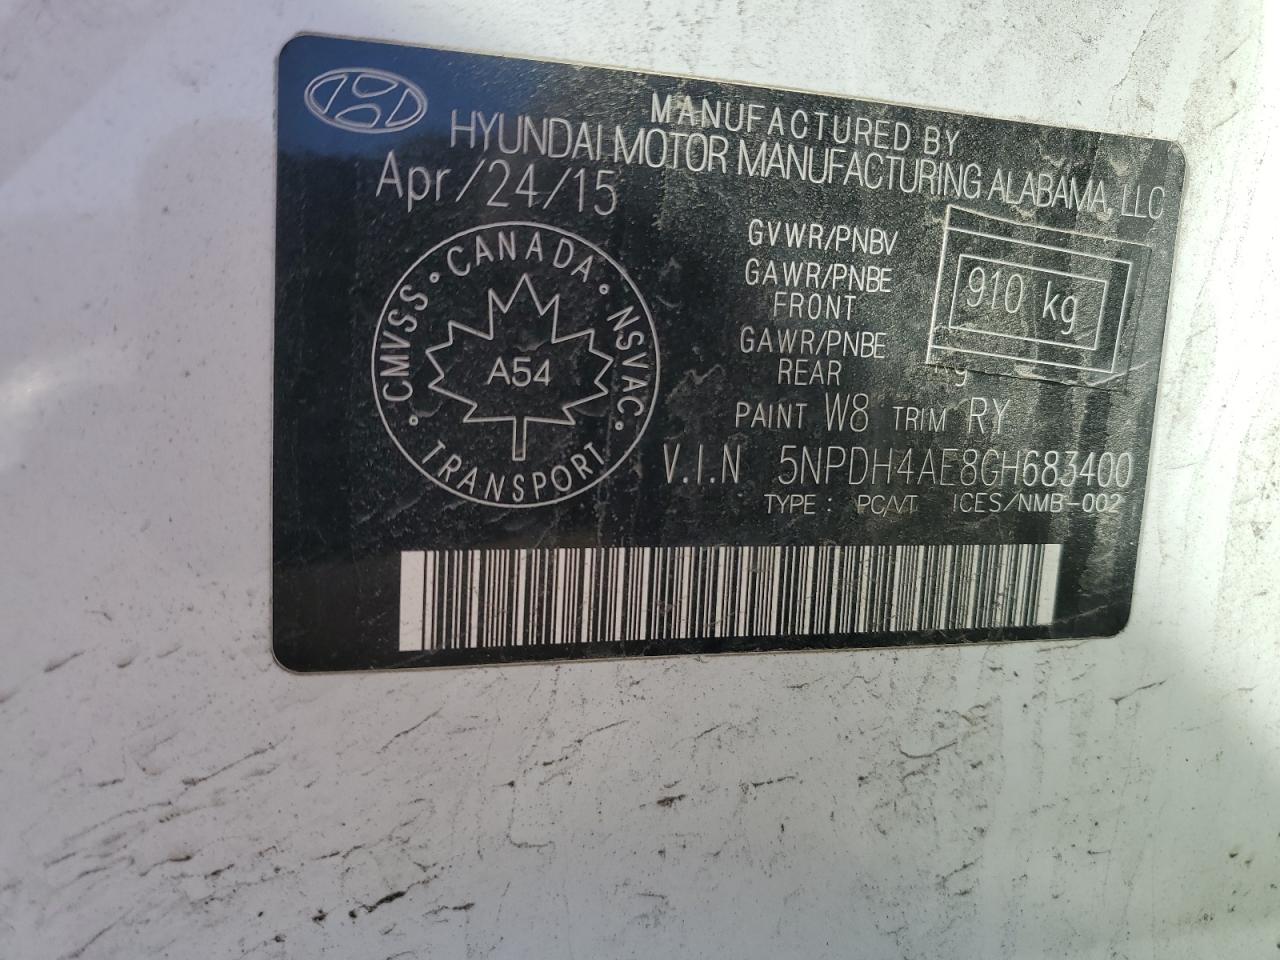 MANUFACTURED BY
HYUNDAI MOTOR MANUFACTURING ALABAMA, LLC
Apr/24/15
CANADA
CMVSS
NSVAC
TRANSPORT
A54
GVWR/PNBV
GAWR/PNBE
FRONT
910 kg
GAWR/PNBE
REAR
kg
PAINT W8 TRIM RY
V.I.N 5NPDH4AE8GH683400
TYPE : PC/VT ICES/NMB-002